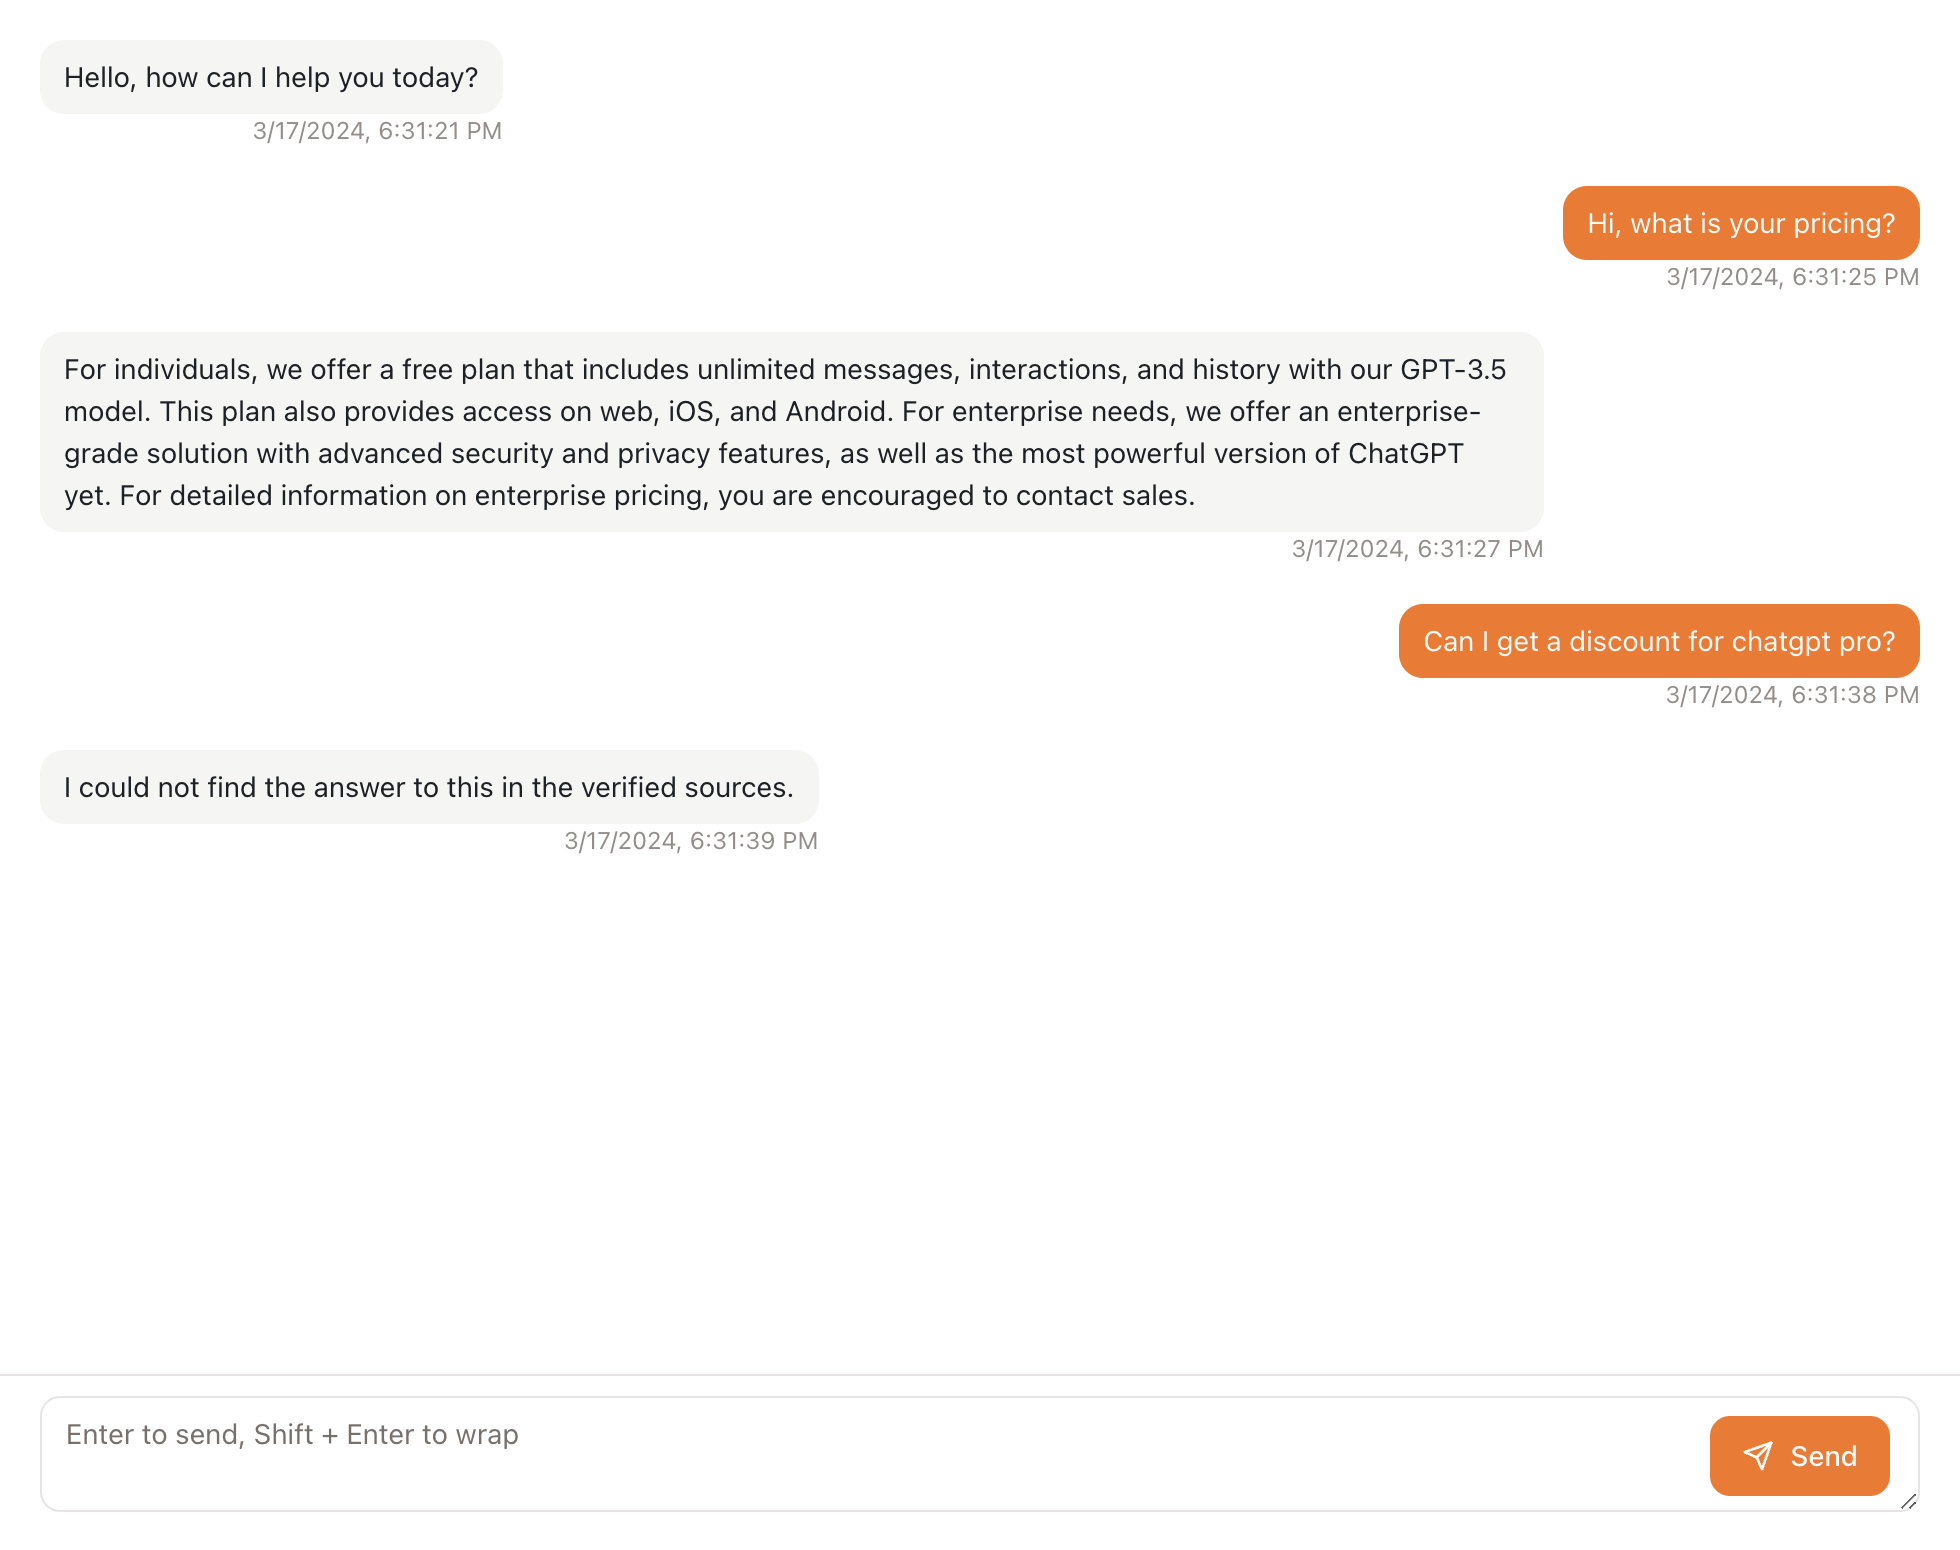 Hello, how can I help you today?
3/17/2024, 6:31:21 PM
Hi, what is your pricing?
3/17/2024, 6:31:25 PM
For individuals, we offer a free plan that includes unlimited messages, interactions, and history with our GPT-3.5
model. This plan also provides access on web, iOS, and Android. For enterprise needs, we offer an enterprise-
grade solution with advanced security and privacy features, as well as the most powerful version of ChatGPT
yet. For detailed information on enterprise pricing, you are encouraged to contact sales.
3/17/2024, 6:31:27 PM
Can I get a discount for chatgpt pro?
3/17/2024, 6:31:38 PM
I could not find the answer to this in the verified sources.
3/17/2024, 6:31:39 PM
Enter to send, Shift + Enter to wrap
Send